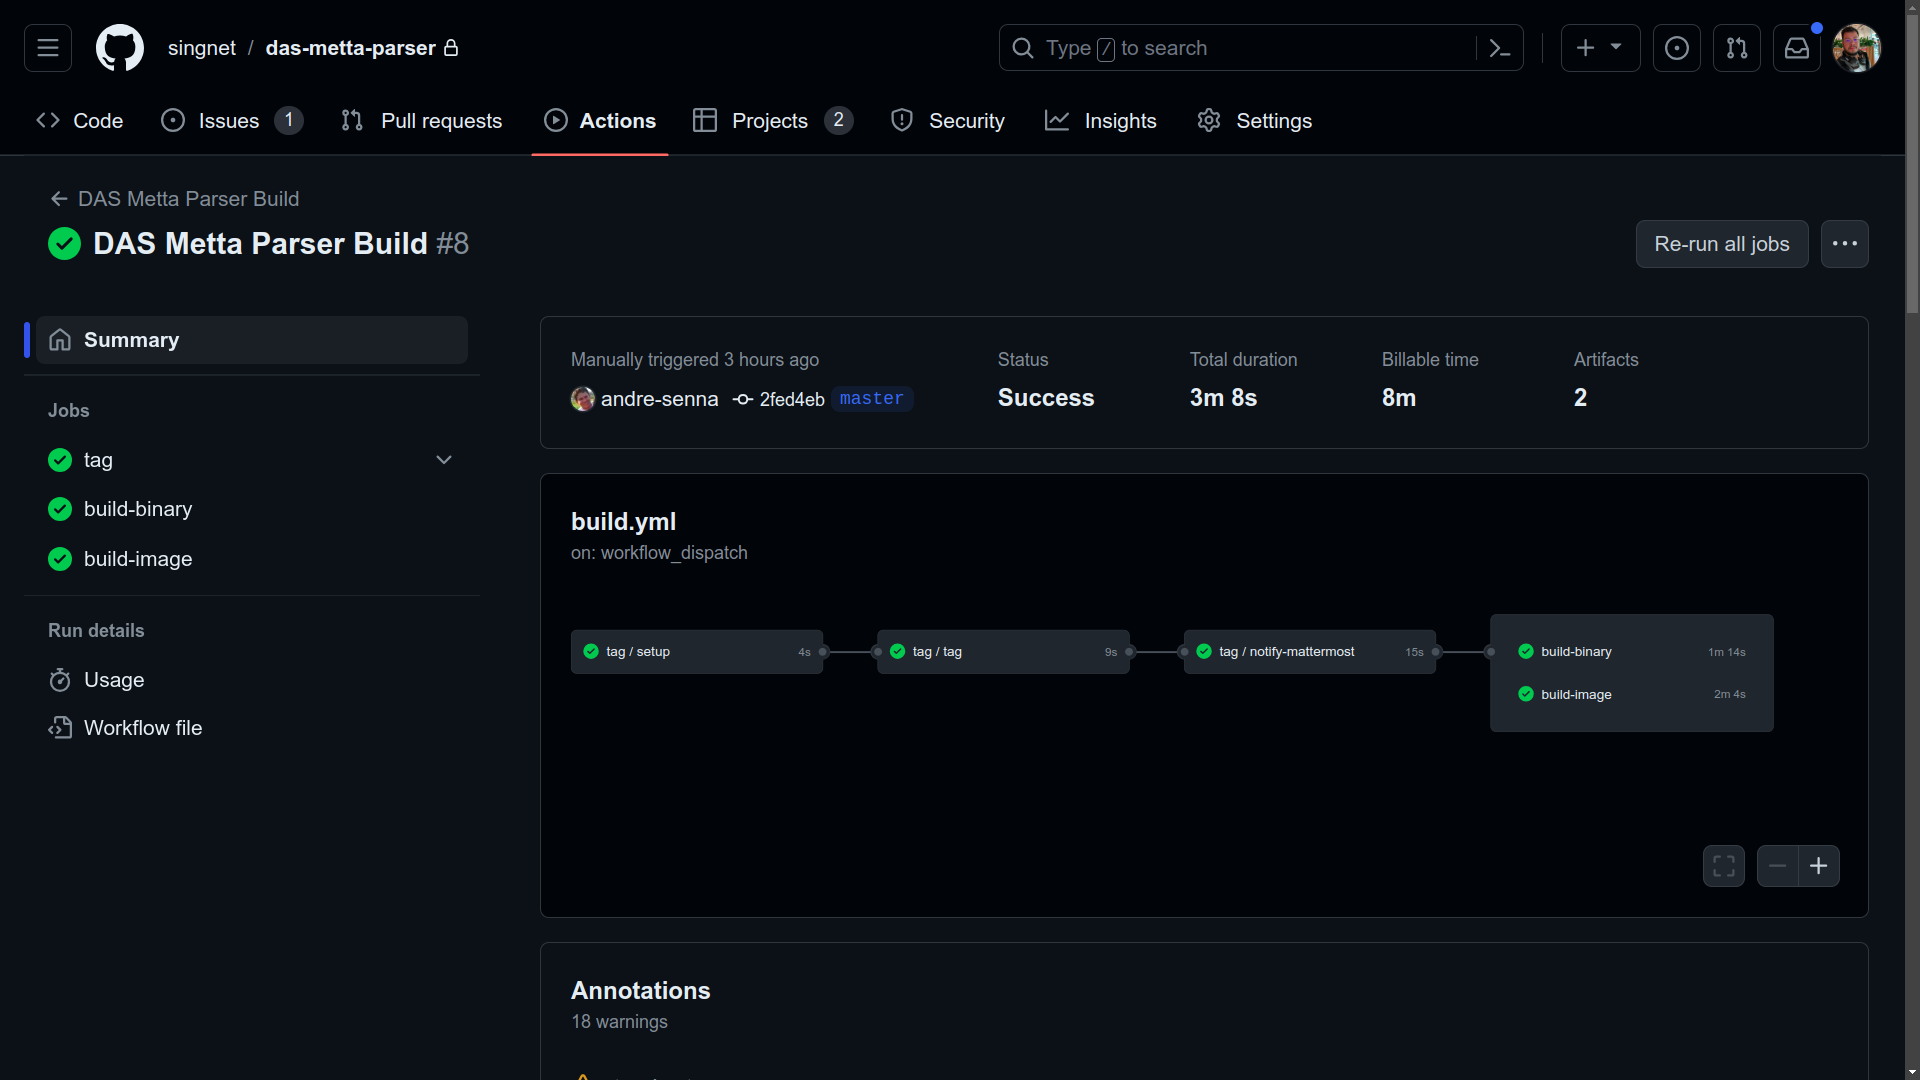 singnet / das-metta-parser
Type / to search
Code
Issues 1
Pull requests
Actions
Projects 2
Security
Insights
Settings
DAS Metta Parser Build
DAS Metta Parser Build #8
Re-run all jobs
Summary
Jobs
tag
build-binary
build-image
Run details
Usage
Workflow file
Manually triggered 3 hours ago
andre-senna 2fed4eb master
Status
Success
Total duration
3m 8s
Billable time
8m
Artifacts
2
build.yml
on: workflow_dispatch
tag / setup 4s
tag / tag 9s
tag / notify-mattermost 15s
build-binary 1m 14s
build-image 2m 4s
Annotations
18 warnings